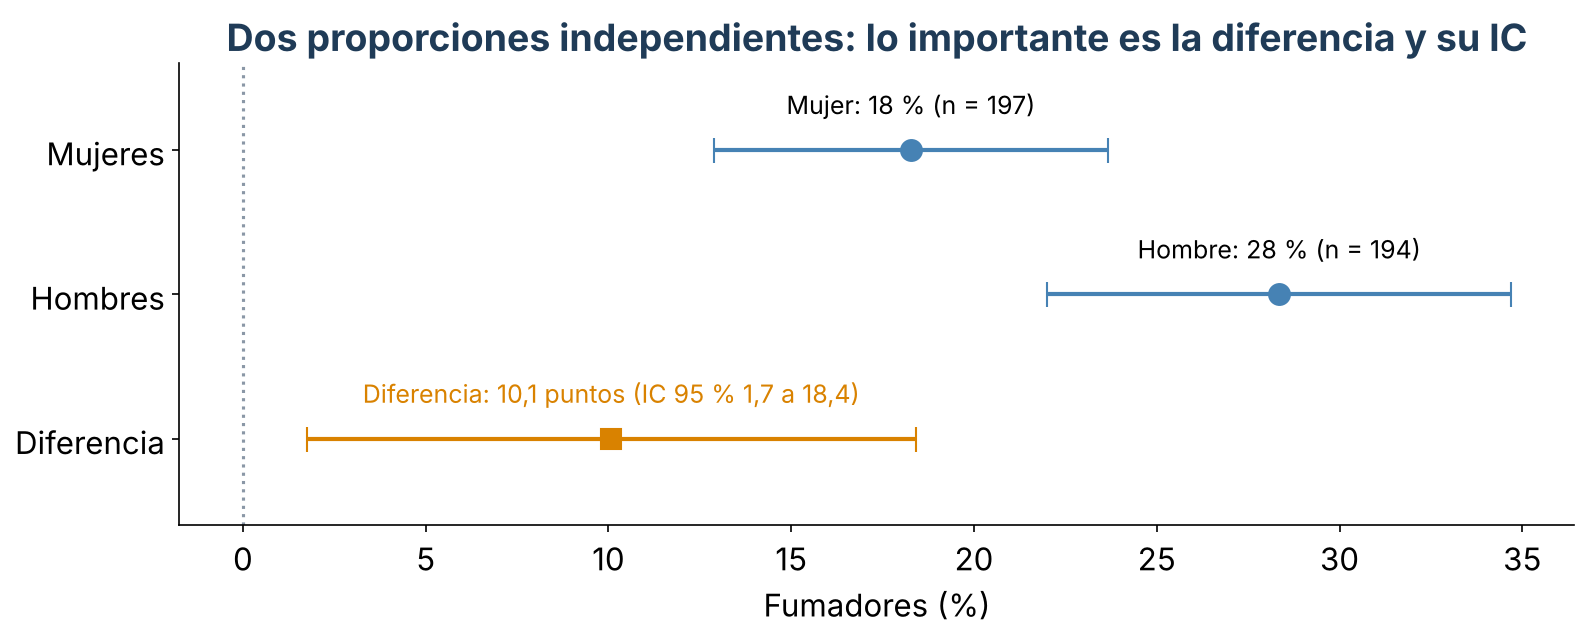 Dos proporciones independientes: lo importante es la diferencia y su IC
Mujer: 18 % (n = 197)
Mujeres
Hombre: 28 % (n = 194)
Hombres
Diferencia: 10,1 puntos (IC 95 % 1,7 a 18,4)
Diferencia
0 5 10 15 20 25 30 35
Fumadores (%)